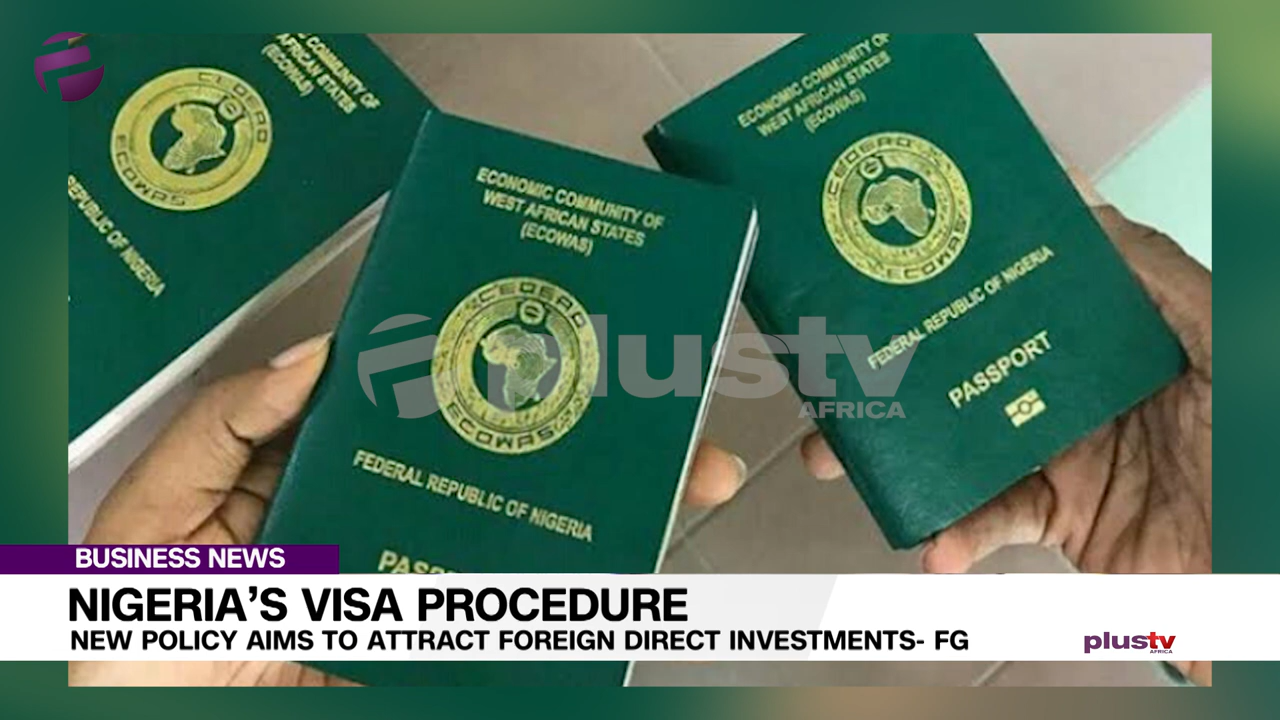 COMMUNITY OF
AFRICAN STATES
(ECOWAS)
CEDEAO
ECOWAS
REPUBLIC OF NIGERIA
ECONOMIC COMMUNITY OF
WEST AFRICAN STATES
(ECOWAS)
CEDEAO
ECOWAS
FEDERAL REPUBLIC OF NIGERIA
ECONOMIC COMMUNITY OF
WEST AFRICAN STATES
(ECOWAS)
CEDEAO
ECOWAS
FEDERAL REPUBLIC OF NIGERIA
PASSPORT
plustv
AFRICA
BUSINESS NEWS
NIGERIA'S VISA PROCEDURE
NEW POLICY AIMS TO ATTRACT FOREIGN DIRECT INVESTMENTS- FG
plustv
AFRICA